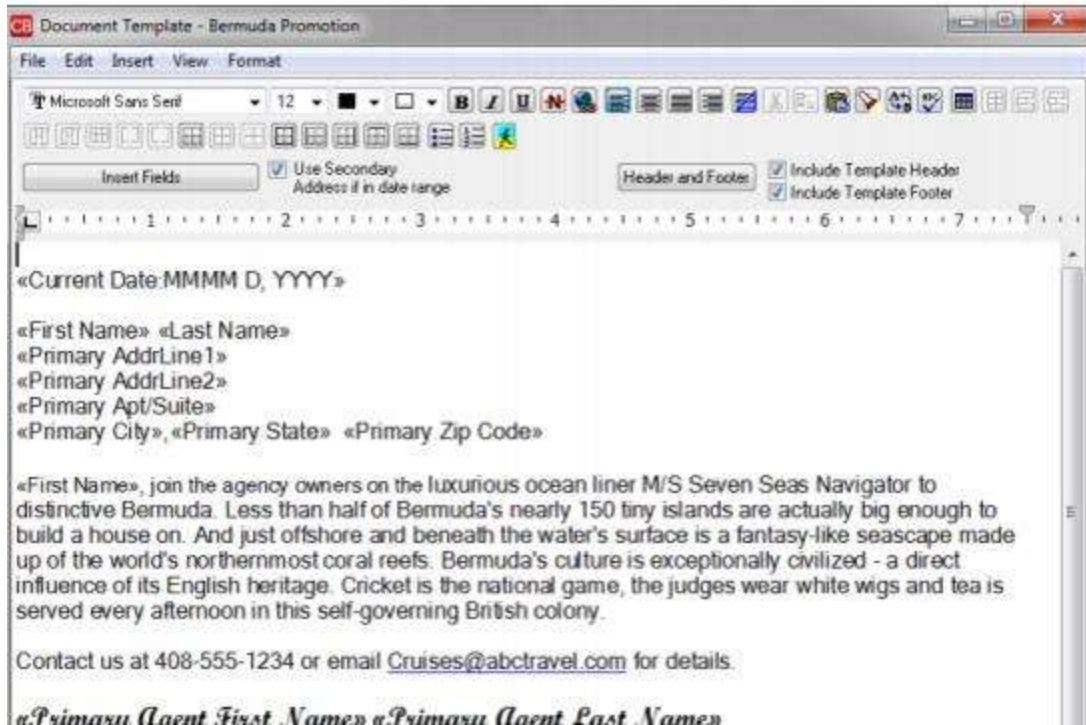 CB Document Template - Bermuda Promotion
File Edit Insert View Format
Microsoft Sans Serif 12 B I U N
Insert Fields Use Secondary Header and Footer Include Template Header
Address if in date range Include Template Footer
1 2 3 4 5 6 7
«Current Date:MMMM D, YYYY»
«First Name» «Last Name»
«Primary AddrLine1»
«Primary AddrLine2»
«Primary Apt/Suite»
«Primary City»,«Primary State» «Primary Zip Code»
«First Name», join the agency owners on the luxurious ocean liner M/S Seven Seas Navigator to
distinctive Bermuda. Less than half of Bermuda's nearly 150 tiny islands are actually big enough to
build a house on. And just offshore and beneath the water's surface is a fantasy-like seascape made
up of the world's northernmost coral reefs. Bermuda's culture is exceptionally civilized - a direct
influence of its English heritage. Cricket is the national game, the judges wear white wigs and tea is
served every afternoon in this self-governing British colony.
Contact us at 408-555-1234 or email Cruises@abctravel.com for details.
«Primary Agent First Name» «Primary Agent Last Name»